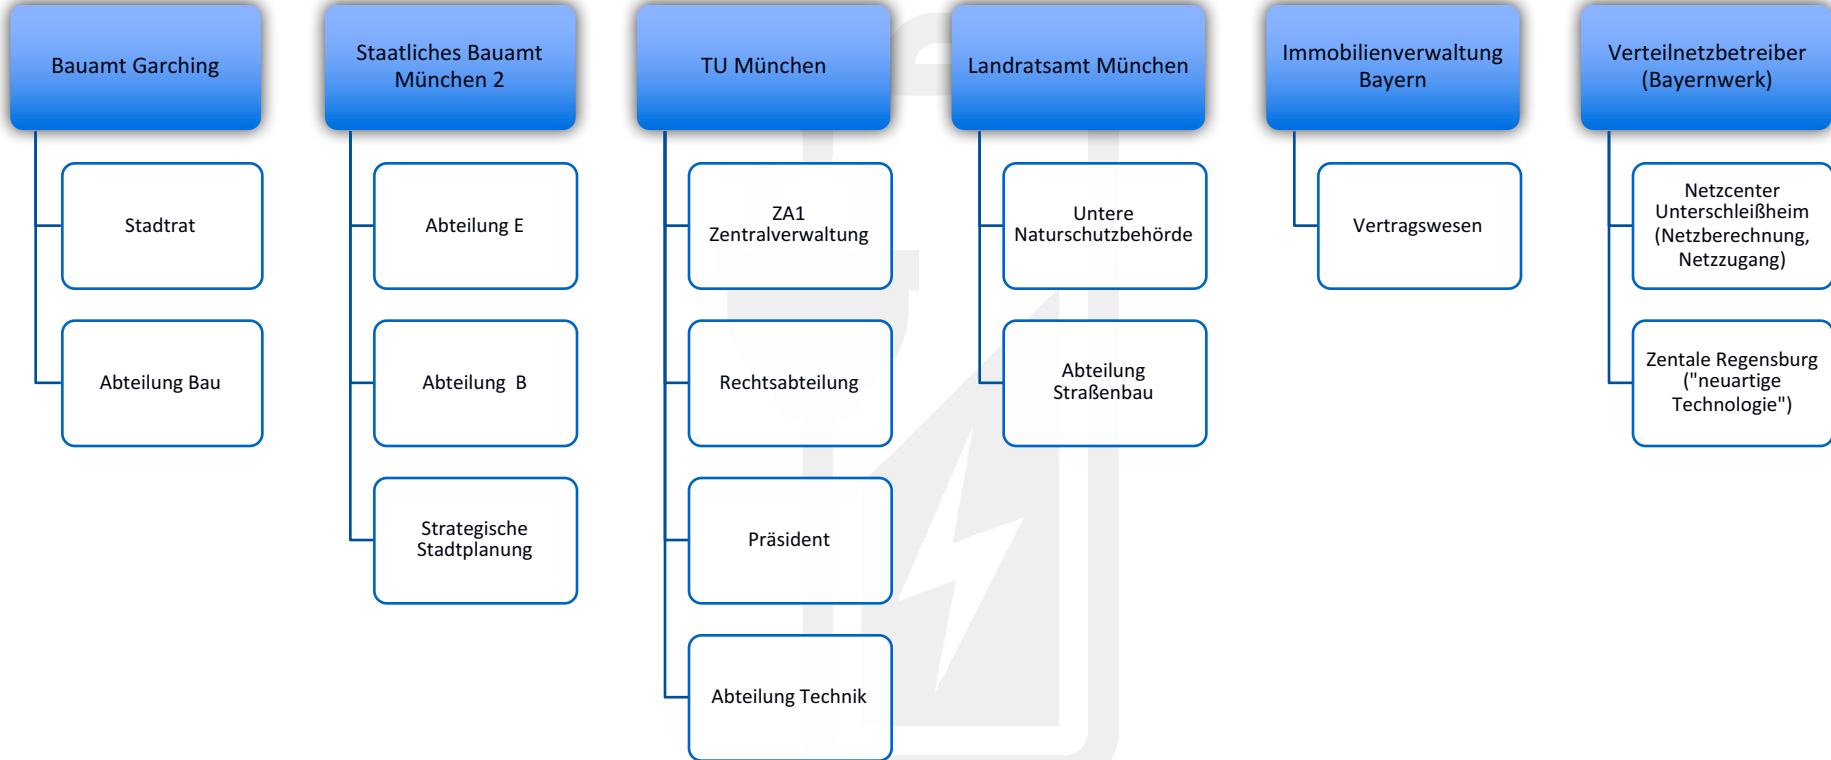 Bauamt Garching
Stadtrat
Abteilung Bau
Staatliches Bauamt
München 2
Abteilung E
Abteilung  B
Strategische
Stadtplanung
TU München
ZA1
Zentralverwaltung
Rechtsabteilung
Präsident
Abteilung Technik
Landratsamt München
Untere
Naturschutzbehörde
Abteilung
Straßenbau
Immobilienverwaltung
Bayern
Vertragswesen
Verteilnetzbetreiber
(Bayernwerk)
Netzcenter
Unterschleißheim
(Netzberechnung,
Netzzugang)
Zentale Regensburg
("neuartige
Technologie")